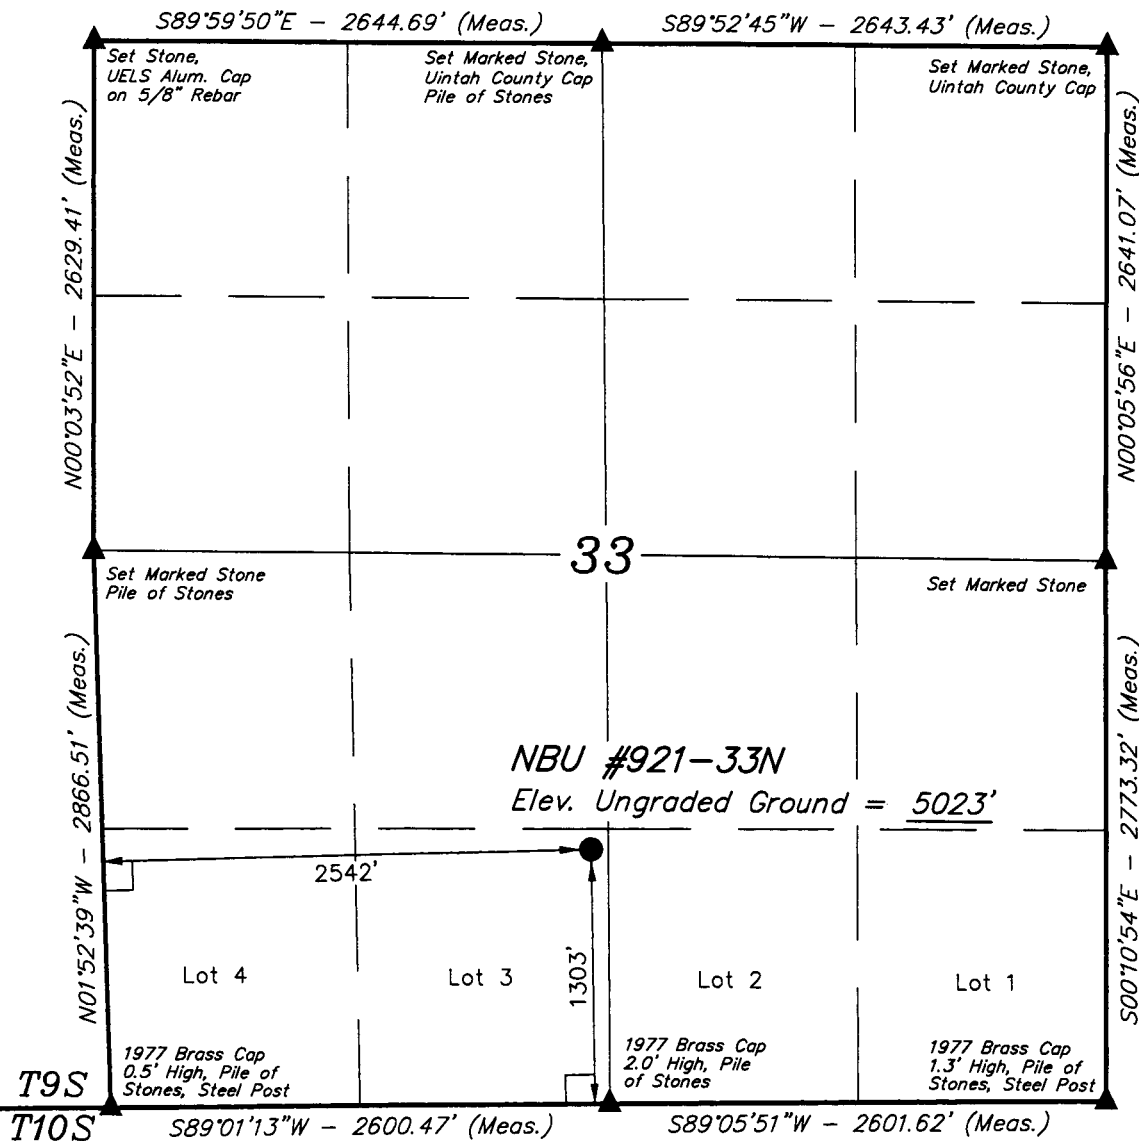 S89°59'50"E - 2644.69' (Meas.)
S89°52'45"W - 2643.43' (Meas.)
Set Stone,
UELS Alum. Cap
on 5/8" Rebar
Set Marked Stone,
Uintah County Cap
Pile of Stones
Set Marked Stone,
Uintah County Cap
N00°03'52"E - 2629.41' (Meas.)
N00°05'56"E - 2641.07' (Meas.)
33
Set Marked Stone
Pile of Stones
Set Marked Stone
N01°52'39"W - 2866.51' (Meas.)
S00°10'54"E - 2773.32' (Meas.)
NBU #921-33N
Elev. Ungraded Ground = 5023'
2542'
1303'
Lot 4
Lot 3
Lot 2
Lot 1
1977 Brass Cap
0.5' High, Pile of
Stones, Steel Post
1977 Brass Cap
2.0' High, Pile
of Stones
1977 Brass Cap
1.3' High, Pile of
Stones, Steel Post
T9S
T10S
S89°01'13"W - 2600.47' (Meas.)
S89°05'51"W - 2601.62' (Meas.)